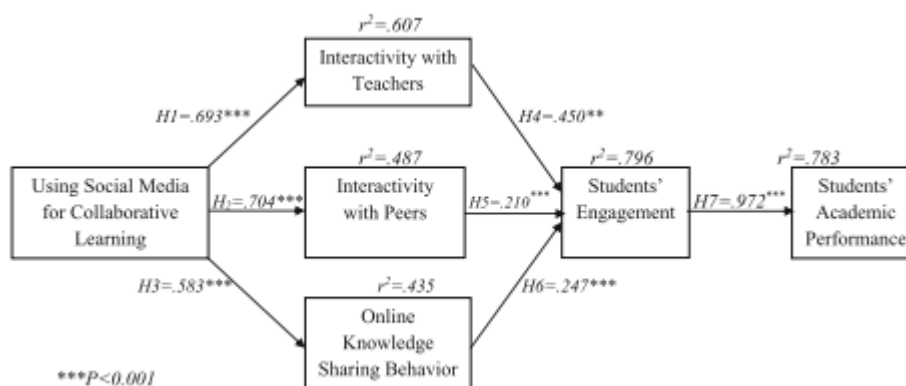 r²=.607
Interactivity with
Teachers
H1=.693***
H4=.450**
r²=.487
r²=.796
r²=.783
Using Social Media
for Collaborative
Learning
H₂=.704***
Interactivity
with Peers
H5=.210***
Students’
Engagement
H7=.972***
Students’
Academic
Performance
H3=.583***
r²=.435
H6=.247***
Online
Knowledge
Sharing Behavior
***P<0.001